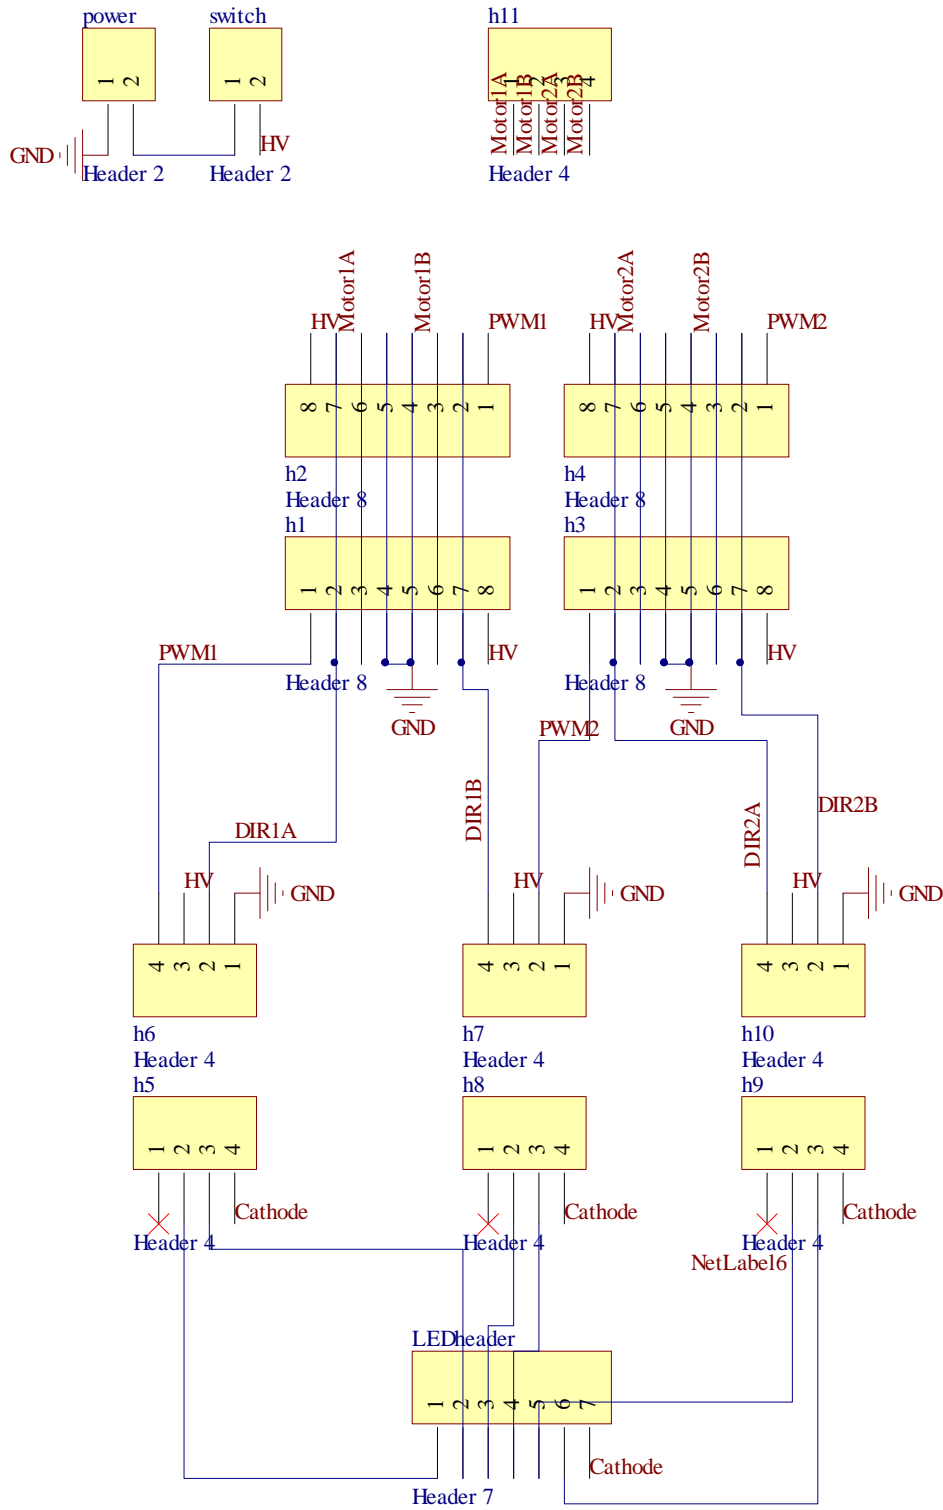 power switch h11
1 2 1 2 1 2 3 4
Motor1A Motor1B Motor2A Motor2B
GND HV
Header 2 Header 2 Header 4
Motor1A Motor1B Motor2A Motor2B
HV PWM1 HV PWM2
8 7 6 5 4 3 2 1 8 7 6 5 4 3 2 1
h2 h4
Header 8 Header 8
h1 h3
1 2 3 4 5 6 7 8 1 2 3 4 5 6 7 8
PWM1 HV HV
Header 8 Header 8
GND PWM2 GND
DIR1A DIR1B DIR2A DIR2B
HV GND HV GND HV GND
4 3 2 1 4 3 2 1 4 3 2 1
h6 h7 h10
Header 4 Header 4 Header 4
h5 h8 h9
1 2 3 4 1 2 3 4 1 2 3 4
Cathode Cathode Cathode
Header 4 Header 4 Header 4
NetLabel6
LEDheader
1 2 3 4 5 6 7
Cathode
Header 7